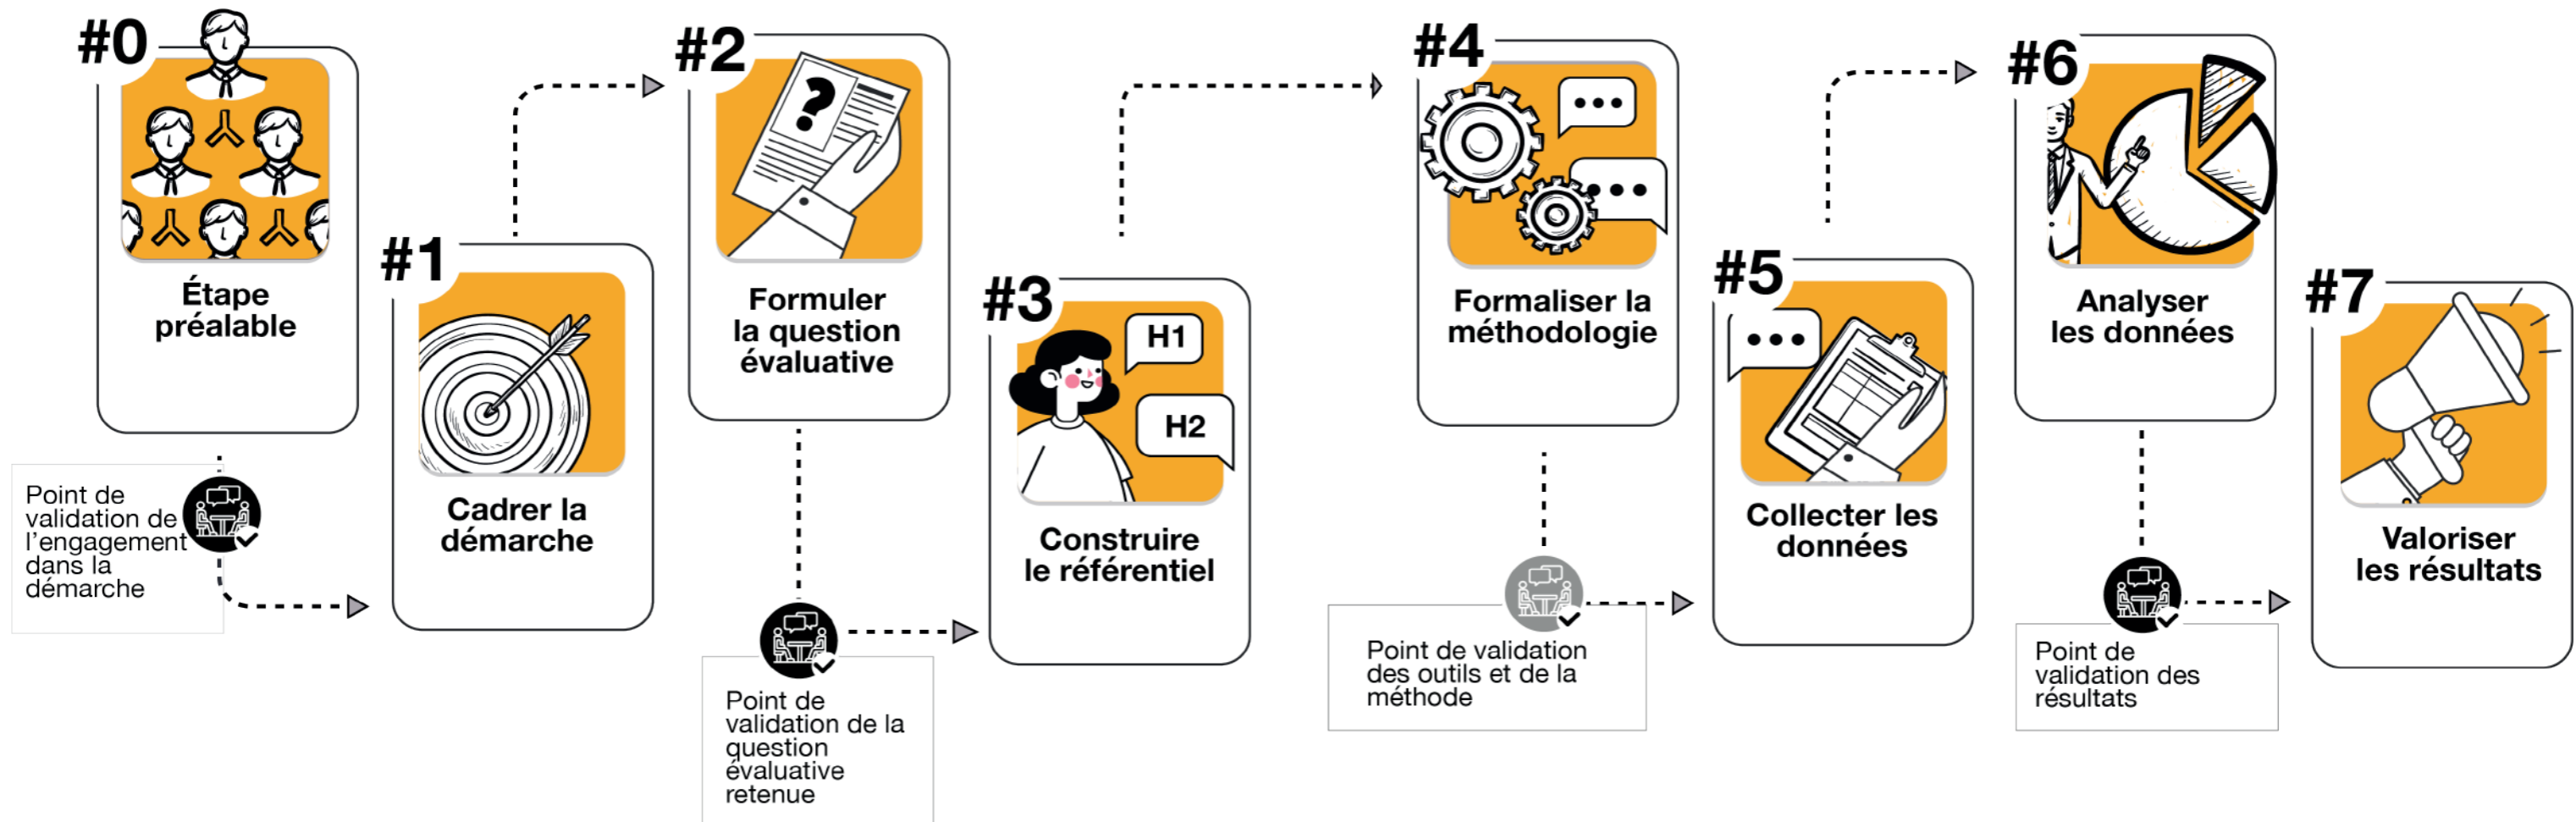 #0
Étape
préalable
Point de
validation de
l’engagement
dans la
démarche
#1
Cadrer la
démarche
#2
?
Formuler
la question
évaluative
Point de
validation de la
question
évaluative
retenue
#3
H1
H2
Construire
le référentiel
#4
Formaliser la
méthodologie
Point de validation
des outils et de la
méthode
#5
Collecter les
données
#6
Analyser
les données
Point de
validation des
résultats
#7
Valoriser
les résultats